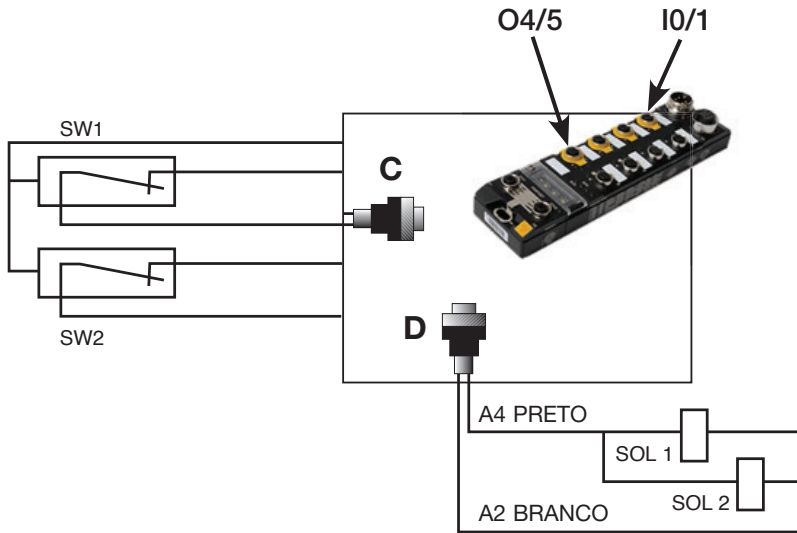 O4/5
I0/1
SW1
C
SW2
D
A4 PRETO
SOL 1
SOL 2
A2 BRANCO